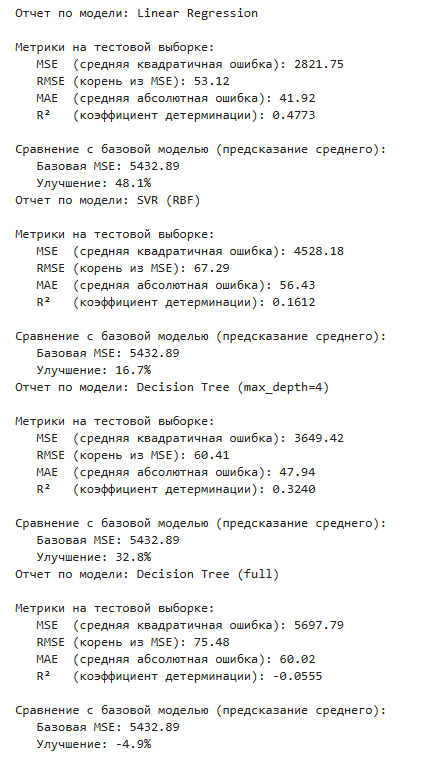 Отчет по модели: Linear Regression
Метрики на тестовой выборке:
MSE (средняя квадратичная ошибка): 2821.75
RMSE (корень из MSE): 53.12
MAE (средняя абсолютная ошибка): 41.92
R² (коэффициент детерминации): 0.4773
Сравнение с базовой моделью (предсказание среднего):
Базовая MSE: 5432.89
Улучшение: 48.1%
Отчет по модели: SVR (RBF)
Метрики на тестовой выборке:
MSE (средняя квадратичная ошибка): 4528.18
RMSE (корень из MSE): 67.29
MAE (средняя абсолютная ошибка): 56.43
R² (коэффициент детерминации): 0.1612
Сравнение с базовой моделью (предсказание среднего):
Базовая MSE: 5432.89
Улучшение: 16.7%
Отчет по модели: Decision Tree (max_depth=4)
Метрики на тестовой выборке:
MSE (средняя квадратичная ошибка): 3649.42
RMSE (корень из MSE): 60.41
MAE (средняя абсолютная ошибка): 47.94
R² (коэффициент детерминации): 0.3240
Сравнение с базовой моделью (предсказание среднего):
Базовая MSE: 5432.89
Улучшение: 32.8%
Отчет по модели: Decision Tree (full)
Метрики на тестовой выборке:
MSE (средняя квадратичная ошибка): 5697.79
RMSE (корень из MSE): 75.48
MAE (средняя абсолютная ошибка): 60.02
R² (коэффициент детерминации): -0.0555
Сравнение с базовой моделью (предсказание среднего):
Базовая MSE: 5432.89
Улучшение: -4.9%